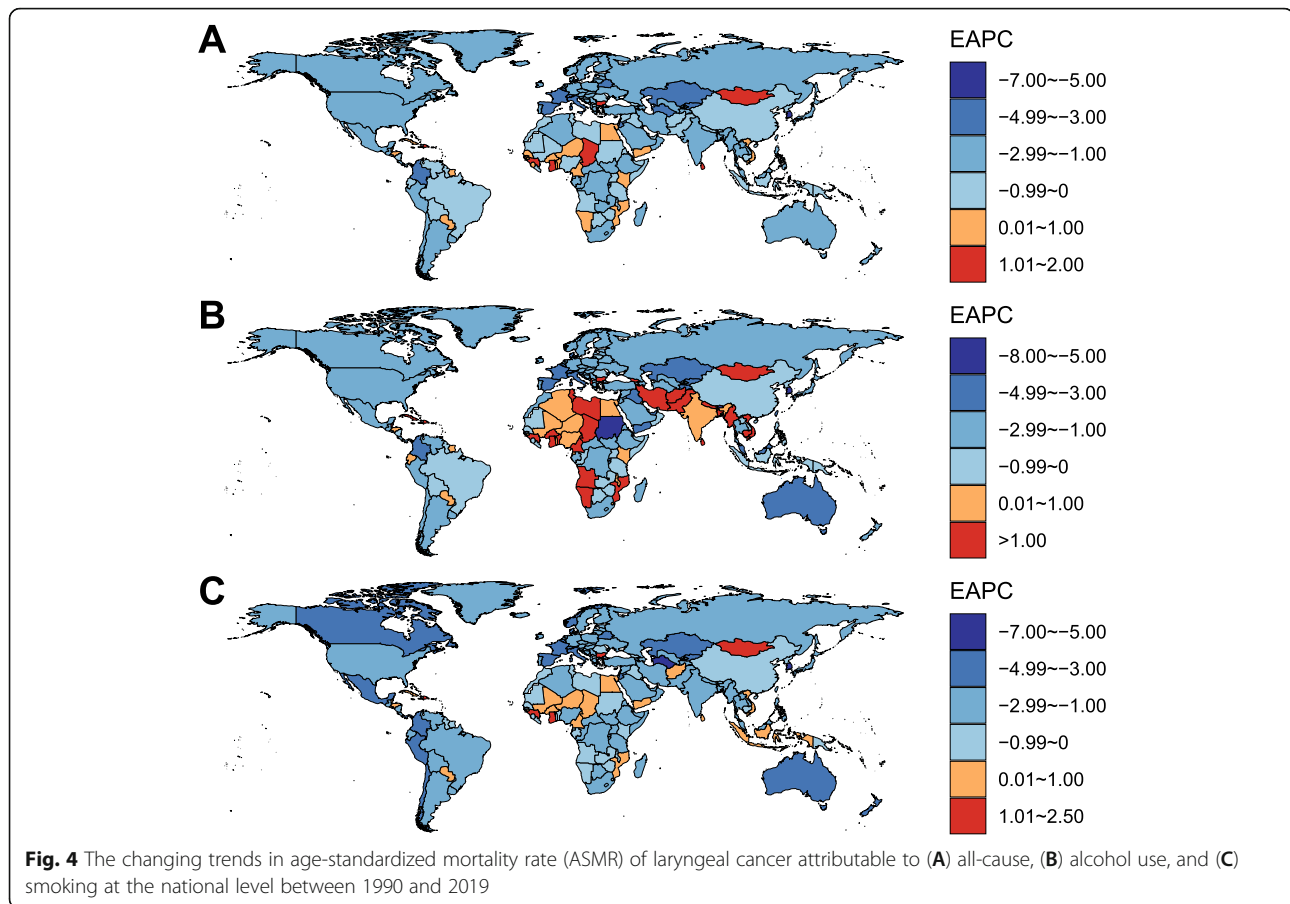 A
EAPC
−7.00~−5.00
−4.99~−3.00
−2.99~−1.00
−0.99~0
0.01~1.00
1.01~2.00
B
EAPC
−8.00~−5.00
−4.99~−3.00
−2.99~−1.00
−0.99~0
0.01~1.00
>1.00
C
EAPC
−7.00~−5.00
−4.99~−3.00
−2.99~−1.00
−0.99~0
0.01~1.00
1.01~2.50
Fig. 4 The changing trends in age-standardized mortality rate (ASMR) of laryngeal cancer attributable to (A) all-cause, (B) alcohol use, and (C)
smoking at the national level between 1990 and 2019